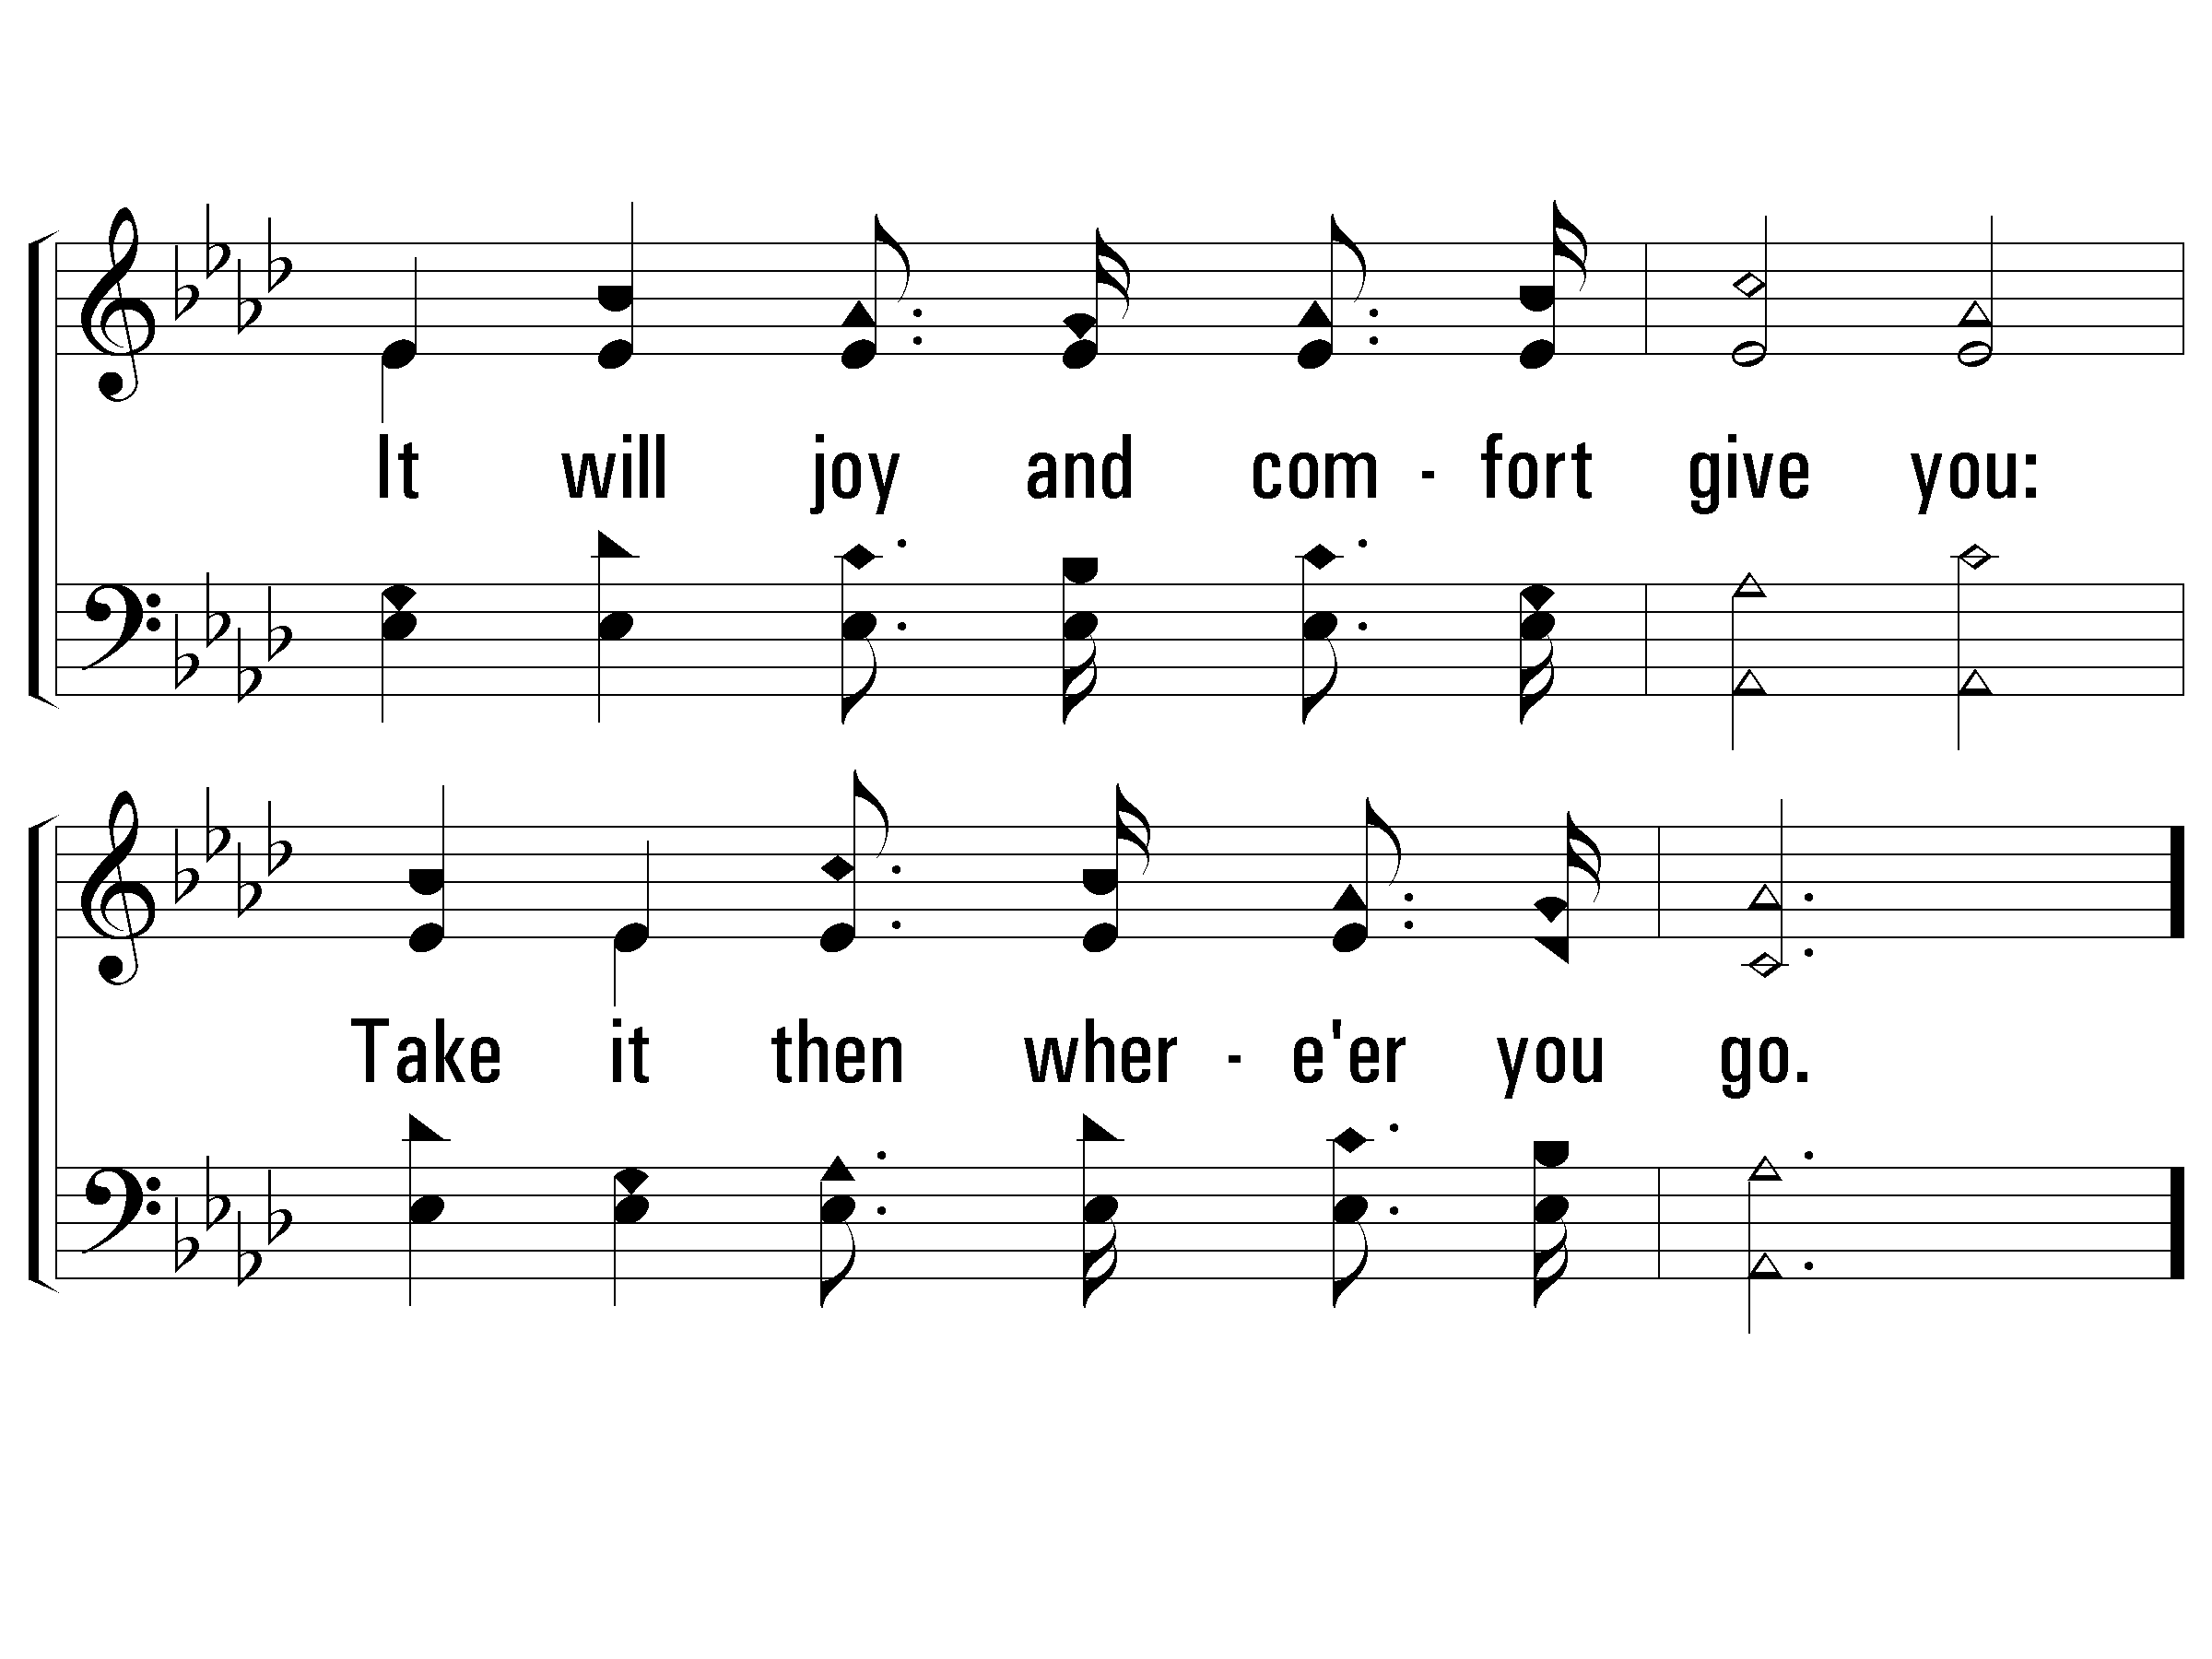 It will joy and com - fort give you:
Take it then wher - e'er you go.